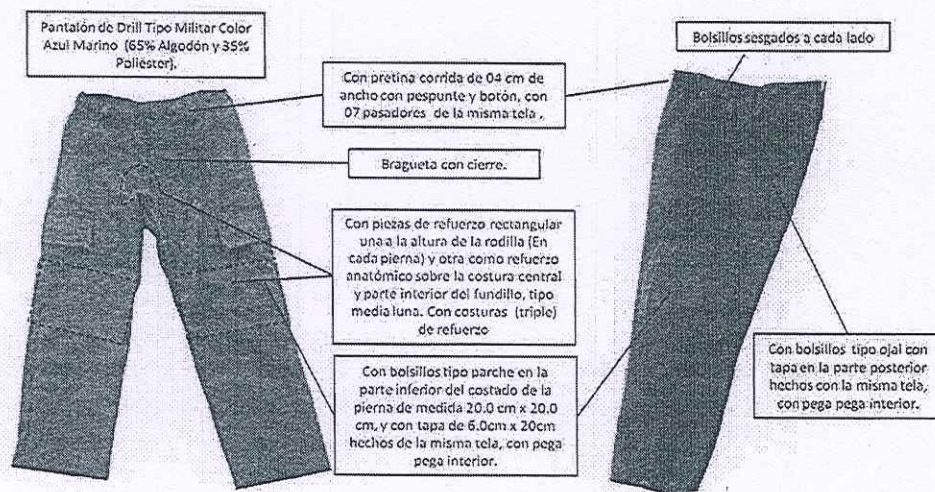 Pantalón de Drill Tipo Militar Color
Azul Marino (65% Algodón y 35%
Poliéster).
Bolsillos sesgados a cada lado
Con pretina corrida de 04 cm de
ancho con pespunte y botón, con
07 pasadores de la misma tela .
Bragueta con cierre.
Con piezas de refuerzo rectangular
una a la altura de la rodilla (En
cada pierna) y otra como refuerzo
anatómico sobre la costura central
y parte interior del fundillo, tipo
media luna. Con costuras (triple)
de refuerzo
Con bolsillos tipo parche en la
parte inferior del costado de la
pierna de medida 20.0 cm x 20.0
cm, y con tapa de 6.0cm x 20cm
hechos de la misma tela, con pega
pega interior.
Con bolsillos tipo ojal con
tapa en la parte posterior
hechos con la misma tela,
con pega pega interior.